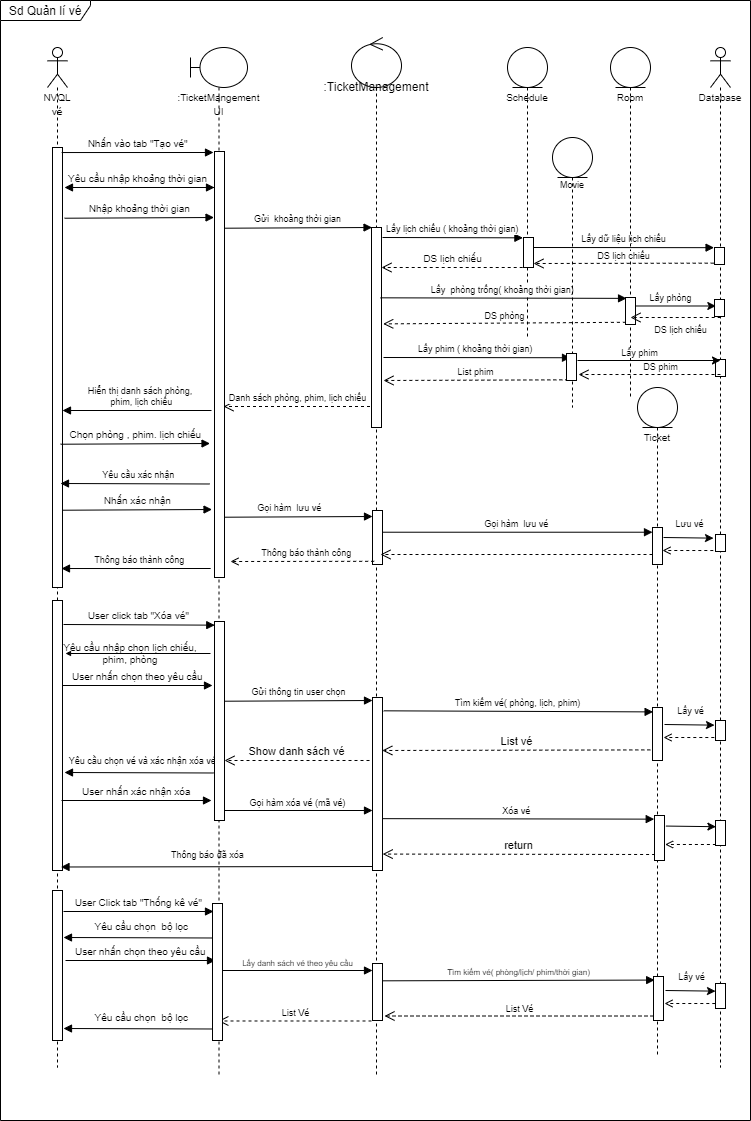 Sd Quản lí vé
NVQL
vé
:TicketMangement
UI
:TicketManagement
Schedule
Room
Database
Nhấn vào tab "Tạo vé"
Movie
Yêu cầu nhập khoảng thời gian
Nhập khoảng thời gian
Gửi khoảng thời gian
Lấy lịch chiếu ( khoảng thời gian)
Lấy dữ liệu lịch chiếu
DS lịch chiếu
DS lịch chiếu
Lấy phòng trống( khoảng thời gian)
Lấy phòng
DS phòng
DS lịch chiếu
Lấy phim ( khoảng thời gian)
Lấy phim
List phim
DS phim
Hiển thị danh sách phòng,
phim, lịch chiếu
Danh sách phòng, phim, lịch chiếu
Chọn phòng , phim. lịch chiếu
Ticket
Yêu cầu xác nhận
Nhấn xác nhận
Gọi hàm lưu vé
Gọi hàm lưu vé
Lưu vé
Thông báo thành công
Thông báo thành công
User click tab "Xóa vé"
Yêu cầu nhập chọn lịch chiếu,
phim, phòng
User nhấn chọn theo yêu cầu
Gửi thông tin user chọn
Tìm kiếm vé( phòng, lịch, phim)
Lấy vé
Show danh sách vé
List vé
Yêu cầu chọn vé và xác nhận xóa vé
User nhấn xác nhận xóa
Gọi hàm xóa vé (mã vé)
Xóa vé
return
Thông báo đã xóa
User Click tab "Thống kê vé"
Yêu cầu chọn bộ lọc
User nhấn chọn theo yêu cầu
Lấy danh sách vé theo yêu cầu
Tìm kiếm vé( phòng/lịch/ phim/thời gian)
Lấy vé
List Vé
List Vé
Yêu cầu chọn bộ lọc